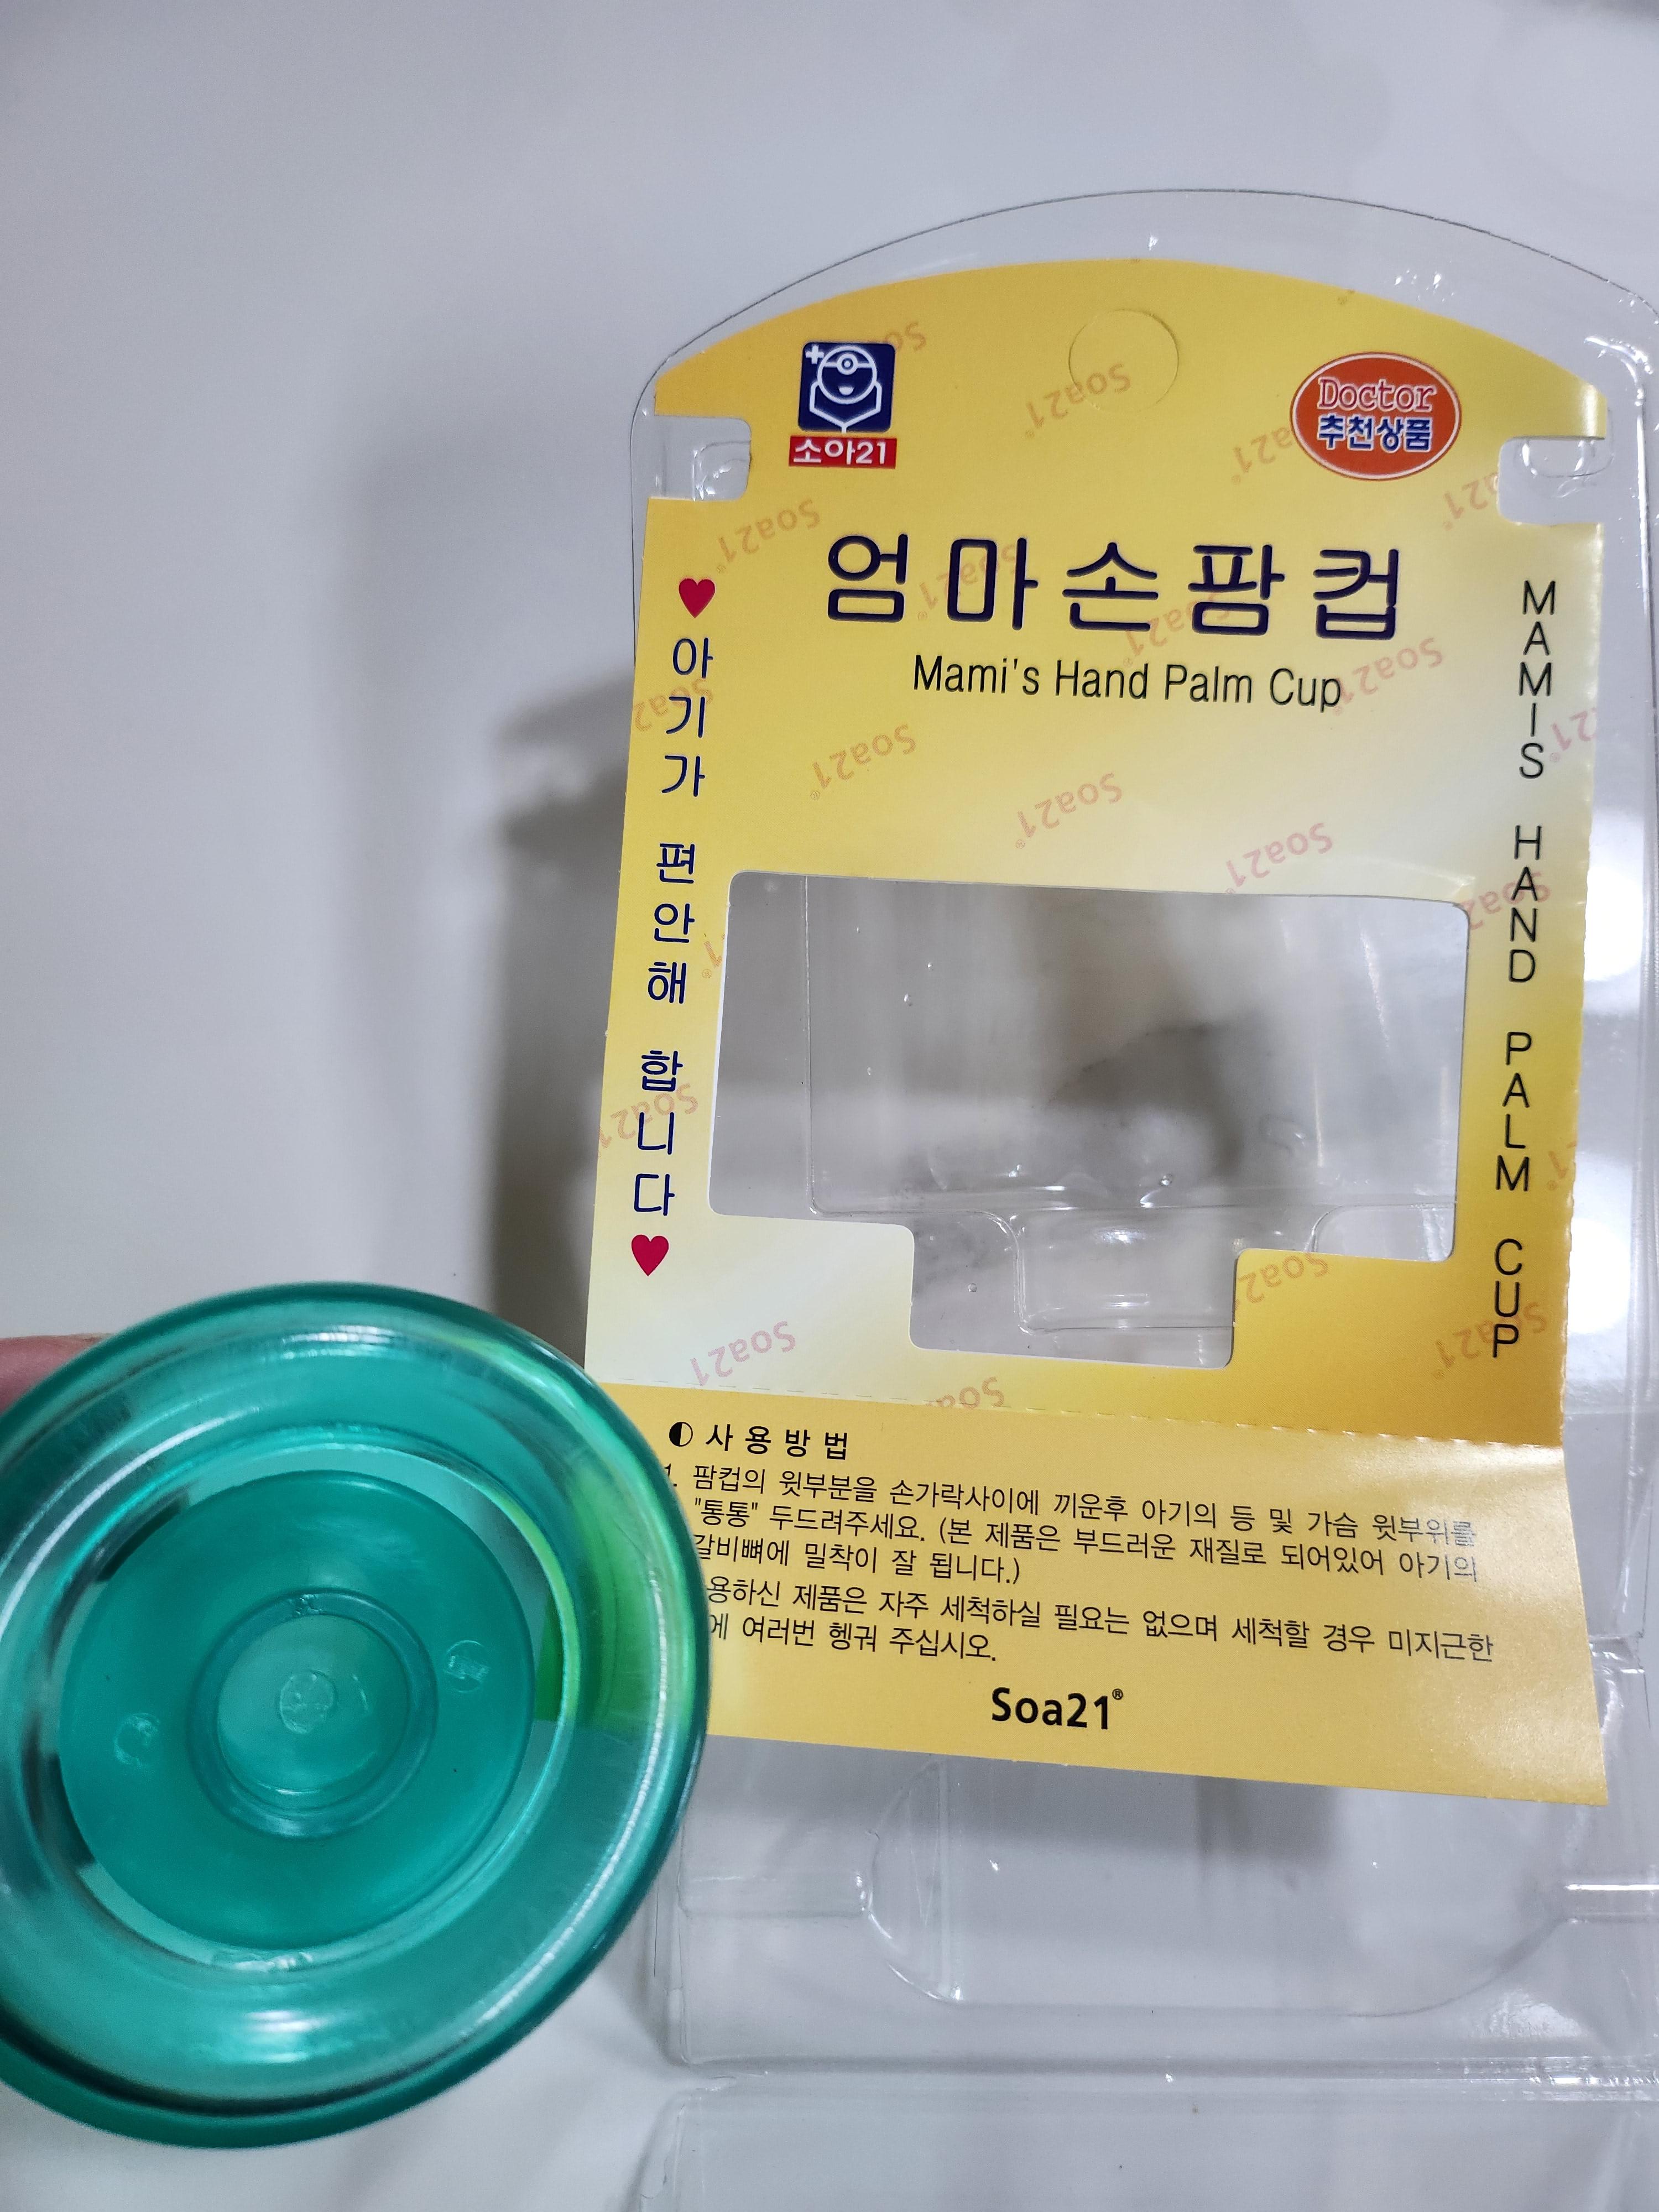 소아21
Doctor
추천상품
엄마손팜컵
Mami's Hand Palm Cup
♥아기가 편안해 합니다♥
MAMIS HAND PALM CUP
◐ 사용방법
팜컵의 윗부분을 손가락사이에 끼운후 아기의 등 및 가슴 윗부위를
"통통" 두드려주세요. (본 제품은 부드러운 재질로 되어있어 아기의
갈비뼈에 밀착이 잘 됩니다.)
용하신 제품은 자주 세척하실 필요는 없으며 세척할 경우 미지근한
에 여러번 헹궈 주십시오.
Soa21®